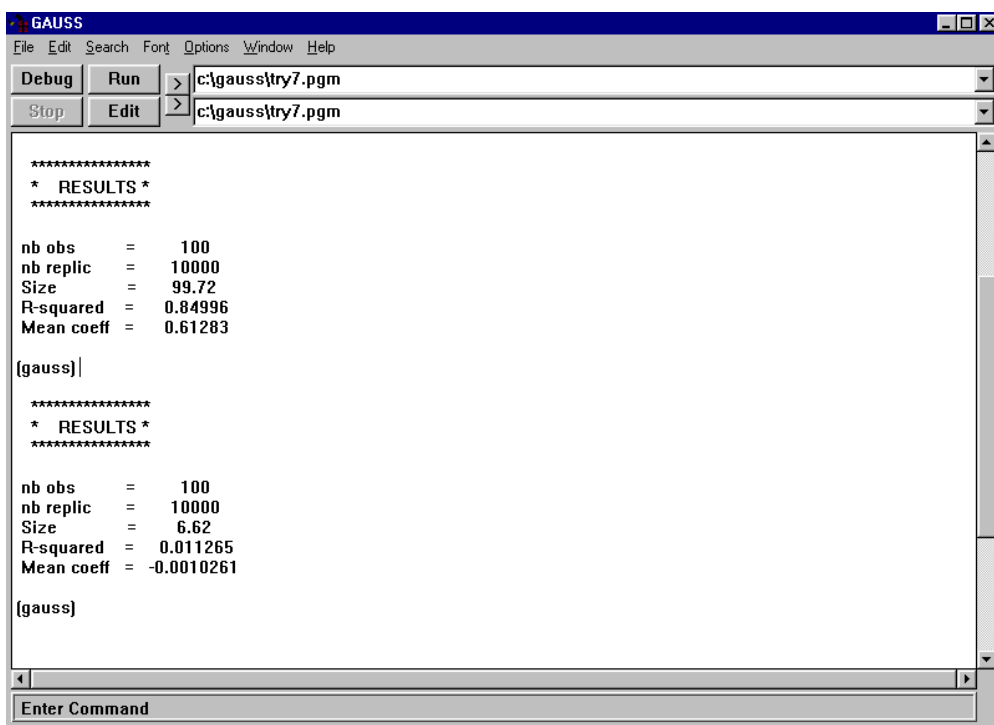 GAUSS
File Edit Search Font Options Window Help
Debug Run > c:\gauss\try7.pgm
Stop Edit > c:\gauss\try7.pgm
****************
* RESULTS *
****************
nb obs = 100
nb replic = 10000
Size = 99.72
R-squared = 0.84996
Mean coeff = 0.61283
(gauss)
****************
* RESULTS *
****************
nb obs = 100
nb replic = 10000
Size = 6.62
R-squared = 0.011265
Mean coeff = -0.0010261
(gauss)
Enter Command